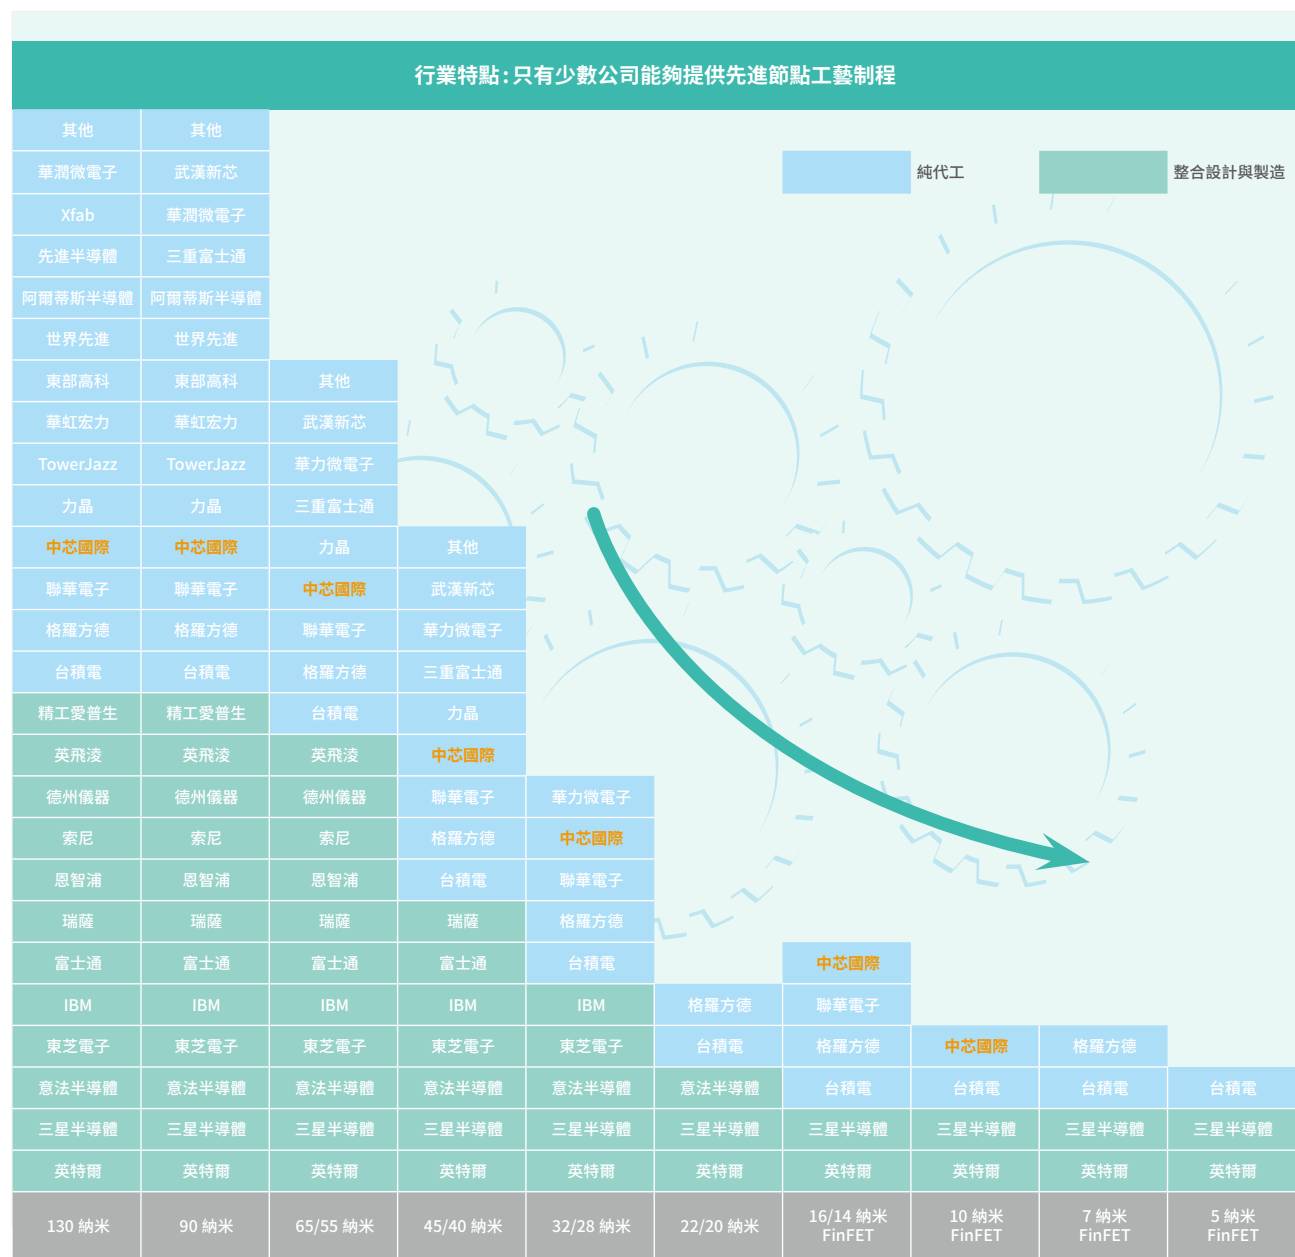 行業特點：只有少數公司能夠提供先進節點工藝制程
純代工 整合設計與製造
其他 其他
華潤微電子 武漢新芯
Xfab 華潤微電子
先進半導體 三重富士通
阿爾蒂斯半導體 阿爾蒂斯半導體
世界先進 世界先進
東部高科 東部高科 其他
華虹宏力 華虹宏力 武漢新芯
TowerJazz TowerJazz 華力微電子
力晶 力晶 三重富士通
中芯國際 中芯國際 力晶 其他
聯華電子 聯華電子 中芯國際 武漢新芯
格羅方德 格羅方德 聯華電子 華力微電子
台積電 台積電 格羅方德 三重富士通
精工愛普生 精工愛普生 台積電 力晶
英飛淩 英飛淩 英飛淩 中芯國際
德州儀器 德州儀器 德州儀器 聯華電子 華力微電子
索尼 索尼 索尼 格羅方德 中芯國際
恩智浦 恩智浦 恩智浦 台積電 聯華電子
瑞薩 瑞薩 瑞薩 瑞薩 格羅方德
富士通 富士通 富士通 富士通 台積電 中芯國際
IBM IBM IBM IBM IBM 格羅方德 聯華電子
東芝電子 東芝電子 東芝電子 東芝電子 東芝電子 台積電 格羅方德 中芯國際 格羅方德
意法半導體 意法半導體 意法半導體 意法半導體 意法半導體 意法半導體 台積電 台積電 台積電 台積電
三星半導體 三星半導體 三星半導體 三星半導體 三星半導體 三星半導體 三星半導體 三星半導體 三星半導體 三星半導體
英特爾 英特爾 英特爾 英特爾 英特爾 英特爾 英特爾 英特爾 英特爾 英特爾
130 納米 90 納米 65/55 納米 45/40 納米 32/28 納米 22/20 納米 16/14 納米 10 納米 7 納米 5 納米
FinFET FinFET FinFET FinFET